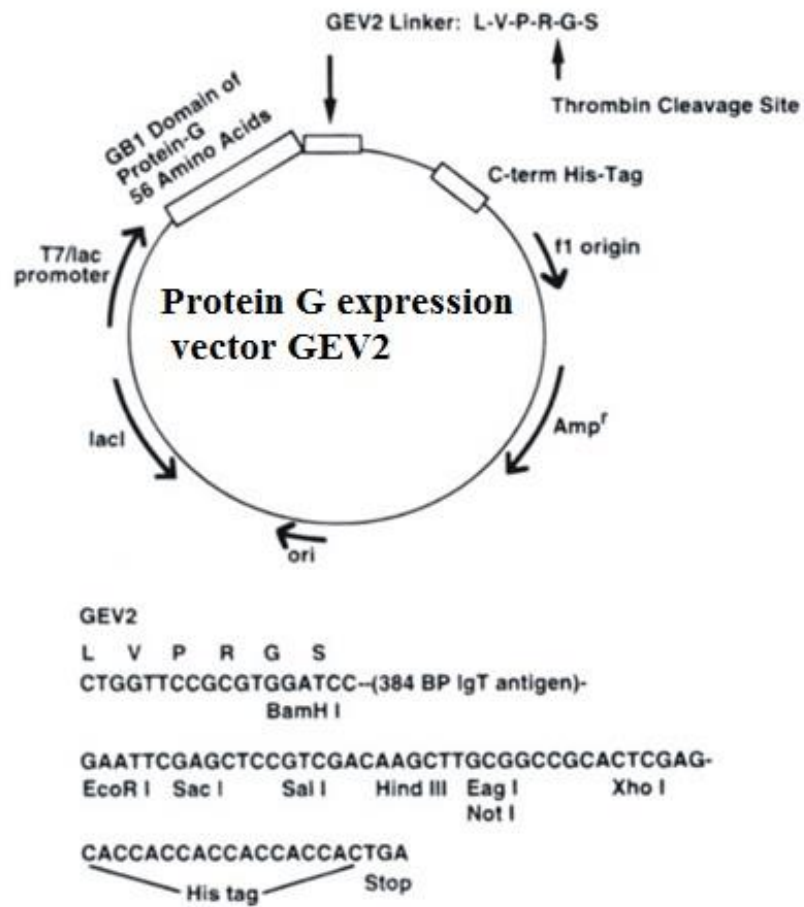 GEV2 Linker: L-V-P-R-G-S
Thrombin Cleavage Site
GB1 Domain of
Protein-G
56 Amino Acids
C-term His-Tag
T7/lac
promoter
f1 origin
Protein G expression
vector GEV2
lacI
Ampr
ori
GEV2
L V P R G S
CTGGTTCCGCGTGGATCC--(384 BP IgT antigen)-
BamH I
GAATTCGAGCTCCGTCGACAAGCTTGCGGCCGCACTCGAG-
EcoR I Sac I Sal I Hind III Eag I Xho I
Not I
CACCACCACCACCACCACTGA
His tag Stop